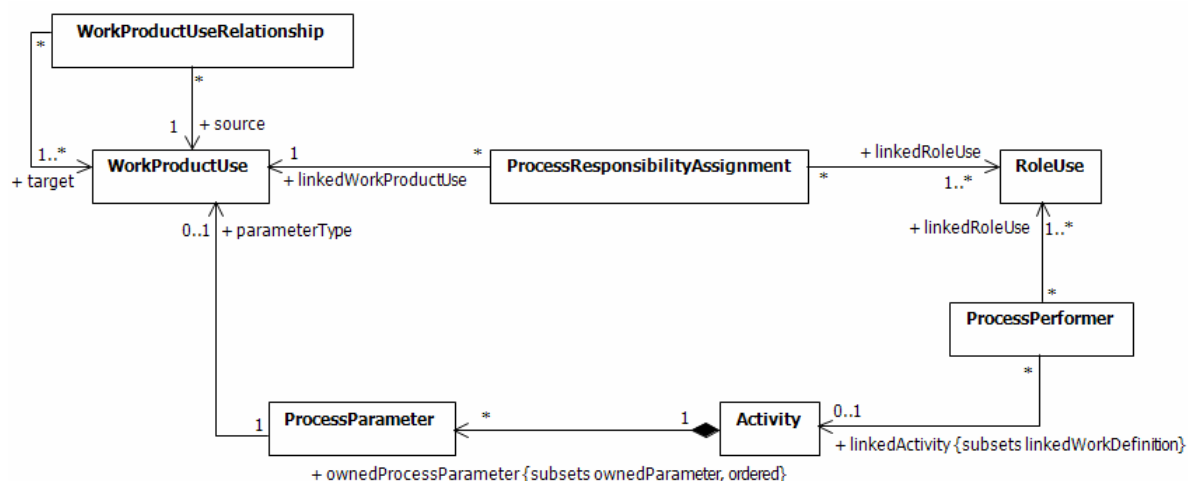 WorkProductUseRelationship
*
*
1
+ source
1..*
+ target
WorkProductUse
1
+ linkedWorkProductUse
*
ProcessResponsibilityAssignment
+ linkedRoleUse
*
1..*
RoleUse
0..1
+ parameterType
+ linkedRoleUse
1..*
*
ProcessPerformer
*
1
ProcessParameter
*
1
Activity
0..1
+ linkedActivity {subsets linkedWorkDefinition}
+ ownedProcessParameter {subsets ownedParameter, ordered}